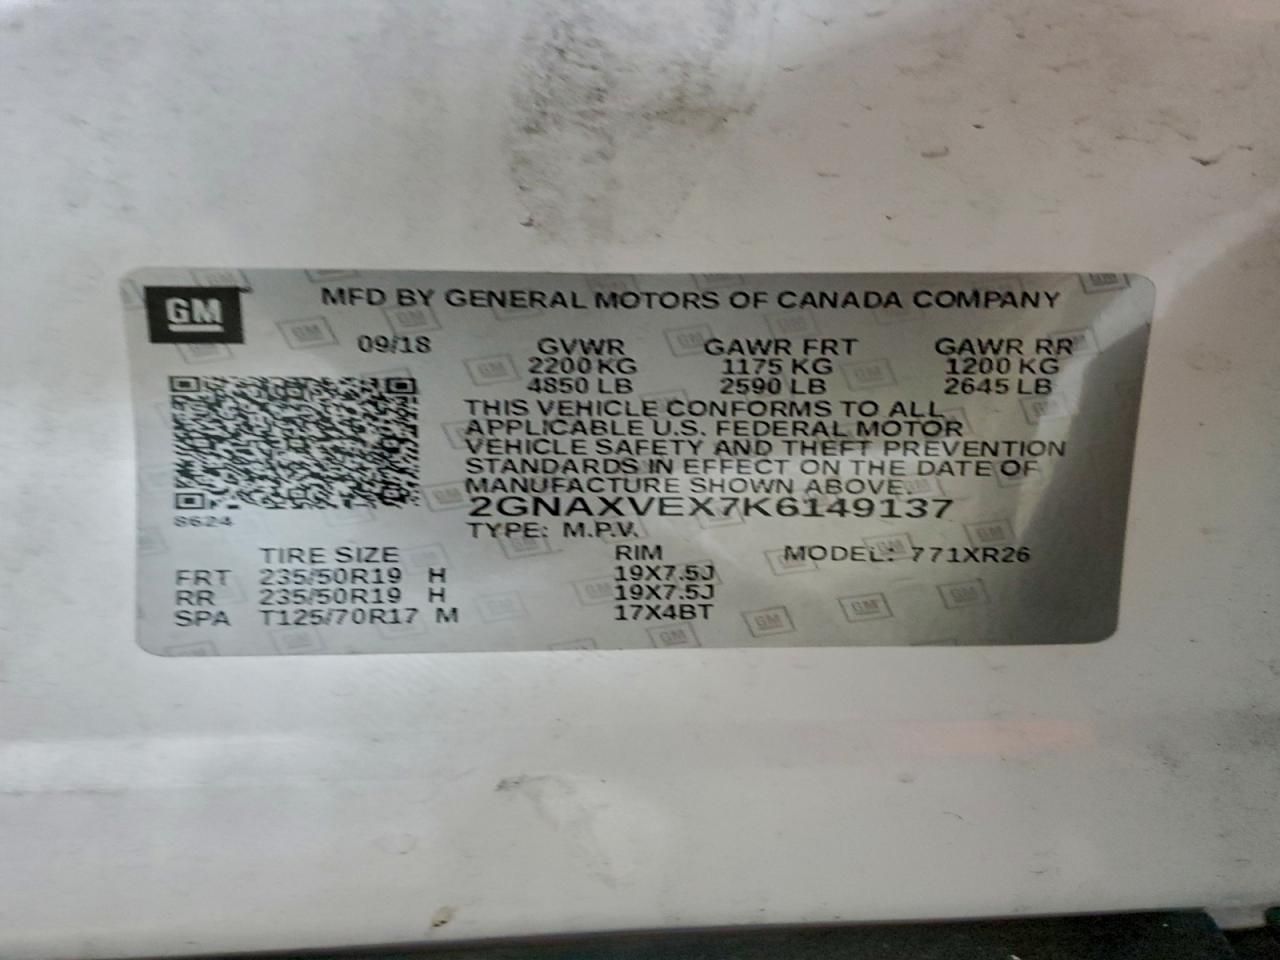 GM
MFD BY GENERAL MOTORS OF CANADA COMPANY
09/18 GVWR GAWR FRT GAWR RR
2200 KG 1175 KG 1200 KG
4850 LB 2590 LB 2645 LB
THIS VEHICLE CONFORMS TO ALL
APPLICABLE U.S. FEDERAL MOTOR
VEHICLE SAFETY AND THEFT PREVENTION
STANDARDS IN EFFECT ON THE DATE OF
MANUFACTURE SHOWN ABOVE.
2GNAXVEX7K6149137
8624
TYPE: M.P.V.
TIRE SIZE RIM MODEL: 771XR26
FRT 235/50R19 H 19X7.5J
RR 235/50R19 H 19X7.5J
SPA T125/70R17 M 17X4BT